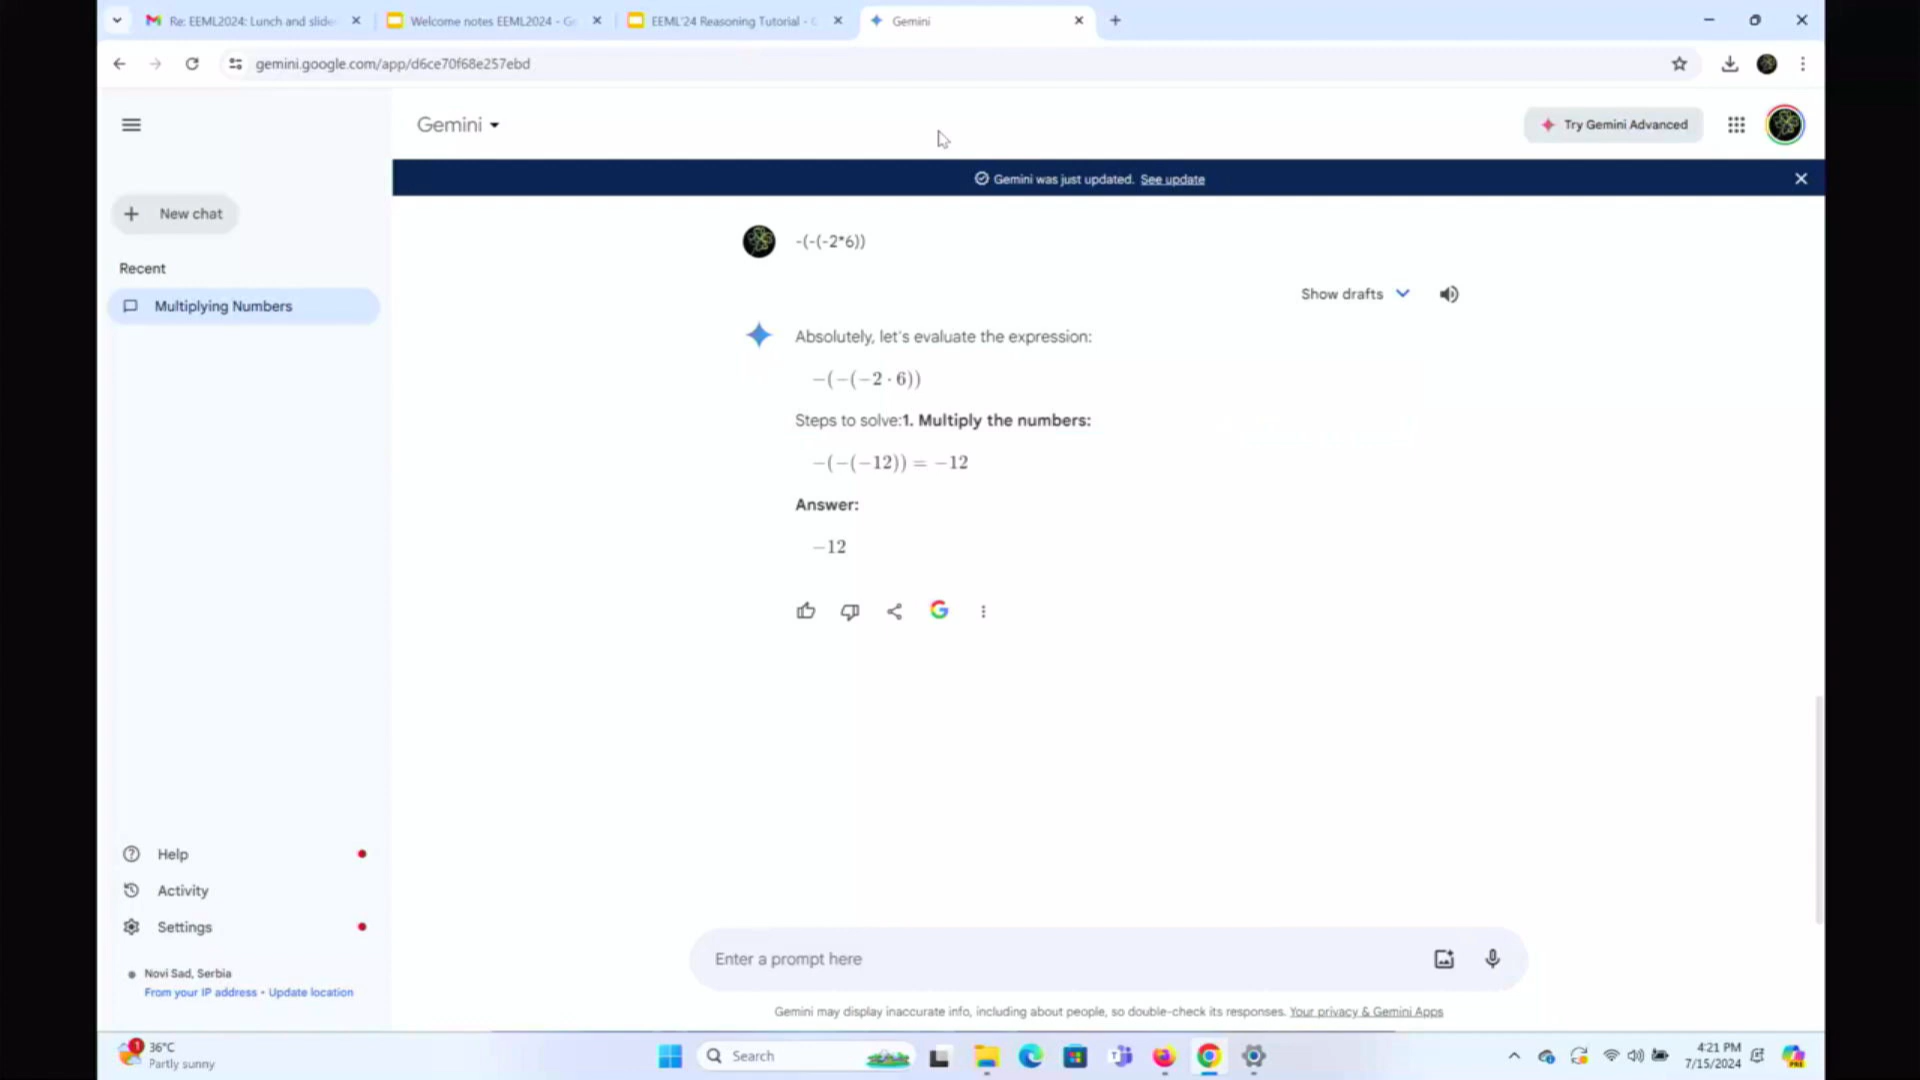 Re: EEML2024: Lunch and slide
Welcome notes EEML2024 - Go
EEML'24 Reasoning Tutorial - G
Gemini
gemini.google.com/app/d6ce70f68e257ebd
Gemini
Try Gemini Advanced
Gemini was just updated. See update
New chat
-(-(-2*6))
Recent
Show drafts
Multiplying Numbers
Absolutely, let's evaluate the expression:
−(−(−2 · 6))
Steps to solve:1. Multiply the numbers:
−(−(−12)) = −12
Answer:
−12
Help
Activity
Settings
Enter a prompt here
Novi Sad, Serbia
From your IP address • Update location
Gemini may display inaccurate info, including about people, so double-check its responses. Your privacy & Gemini Apps
1
36°C
Partly sunny
Search
4:21 PM
7/15/2024
PRE